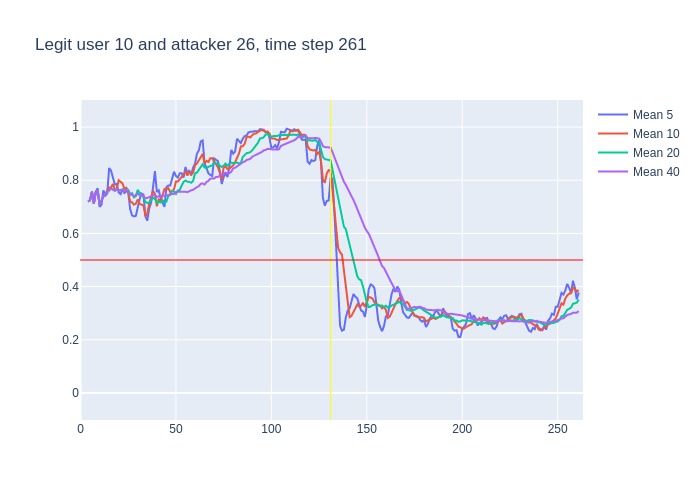 Legit user 10 and attacker 26, time step 261
Mean 5
Mean 10
Mean 20
Mean 40
1
0.8
0.6
0.4
0.2
0
0 50 100 150 200 250